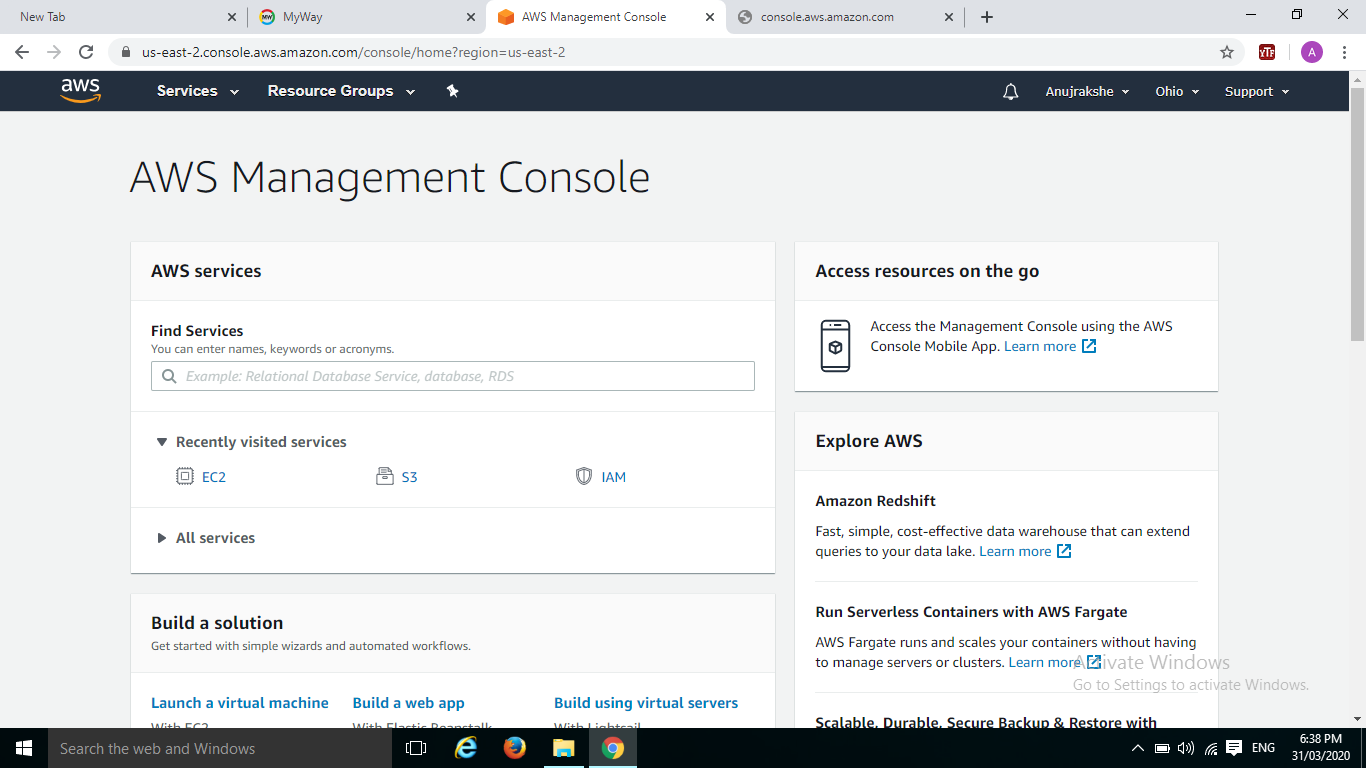 New Tab
MyWay
AWS Management Console
console.aws.amazon.com
us-east-2.console.aws.amazon.com/console/home?region=us-east-2
YTF
A
aws
Services
Resource Groups
Anujrakshe
Ohio
Support
AWS Management Console
AWS services
Find Services
You can enter names, keywords or acronyms.
Example: Relational Database Service, database, RDS
Recently visited services
EC2
S3
IAM
All services
Build a solution
Get started with simple wizards and automated workflows.
Launch a virtual machine
With EC2
Build a web app
With Elastic Beanstalk
Build using virtual servers
With Lightsail
Access resources on the go
Access the Management Console using the AWS
Console Mobile App. Learn more
Explore AWS
Amazon Redshift
Fast, simple, cost-effective data warehouse that can extend
queries to your data lake. Learn more
Run Serverless Containers with AWS Fargate
AWS Fargate runs and scales your containers without having
to manage servers or clusters. Learn more
Scalable, Durable, Secure Backup & Restore with
Activate Windows
Go to Settings to activate Windows.
Search the web and Windows
ENG
6:38 PM
31/03/2020